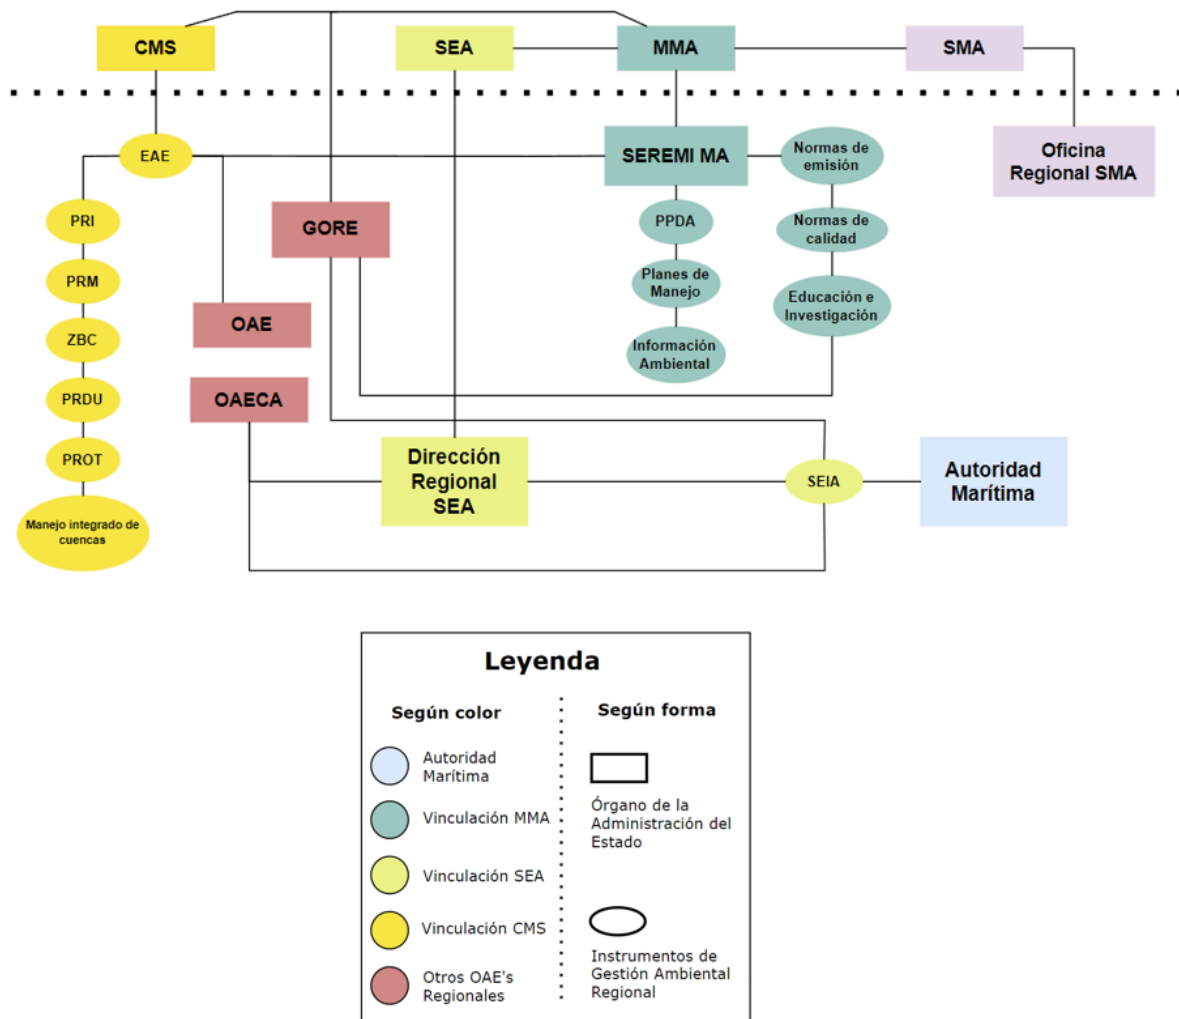 CMS
SEA
MMA
SMA
EAE
SEREMI MA
Normas de
emisión
Oficina
Regional SMA
PRI
GORE
PPDA
Normas de
calidad
PRM
Planes de
Manejo
Educación e
Investigación
OAE
ZBC
Información
Ambiental
PRDU
OAECA
PROT
Dirección
Regional
SEA
SEIA
Autoridad
Marítima
Manejo integrado de
cuencas
Leyenda
Según color
Autoridad
Marítima
Vinculación MMA
Vinculación SEA
Vinculación CMS
Otros OAE's
Regionales
Según forma
Órgano de la
Administración del
Estado
Instrumentos de
Gestión Ambiental
Regional